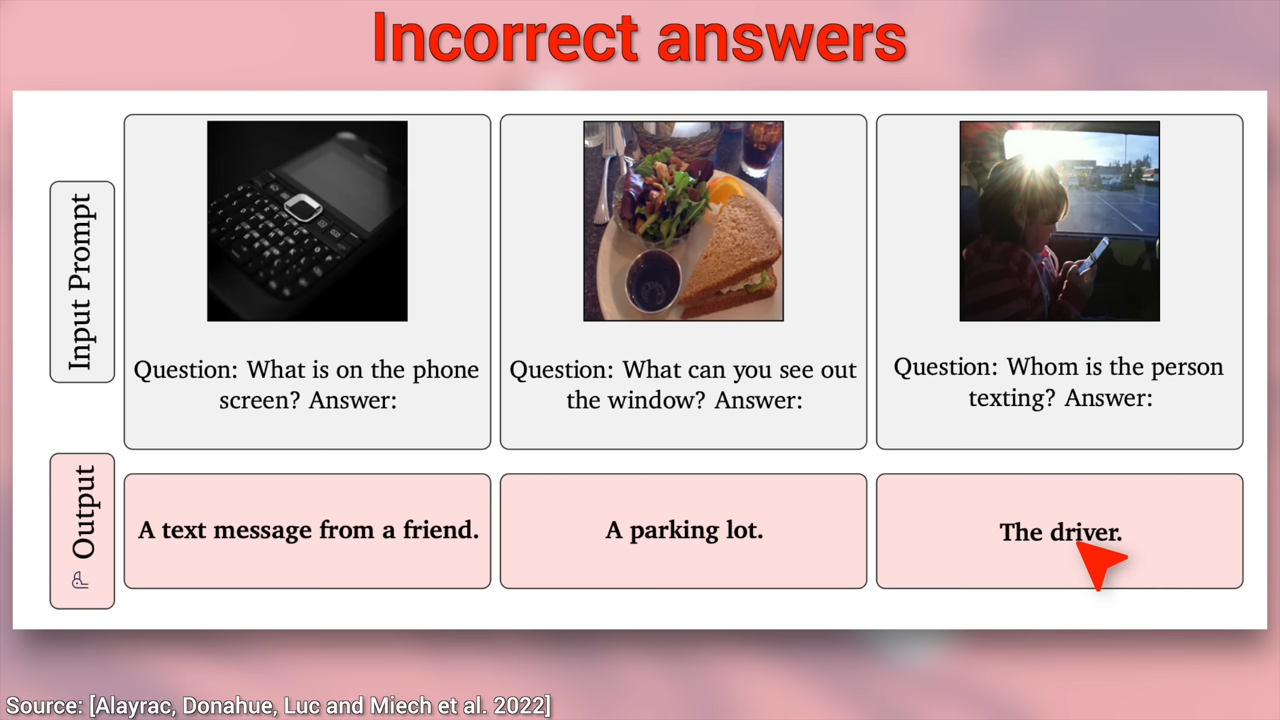 Incorrect answers
Input Prompt
Question: What is on the phone
screen? Answer:
Question: What can you see out
the window? Answer:
Question: Whom is the person
texting? Answer:
Output
A text message from a friend.
A parking lot.
The driver.
Source: [Alayrac, Donahue, Luc and Miech et al. 2022]